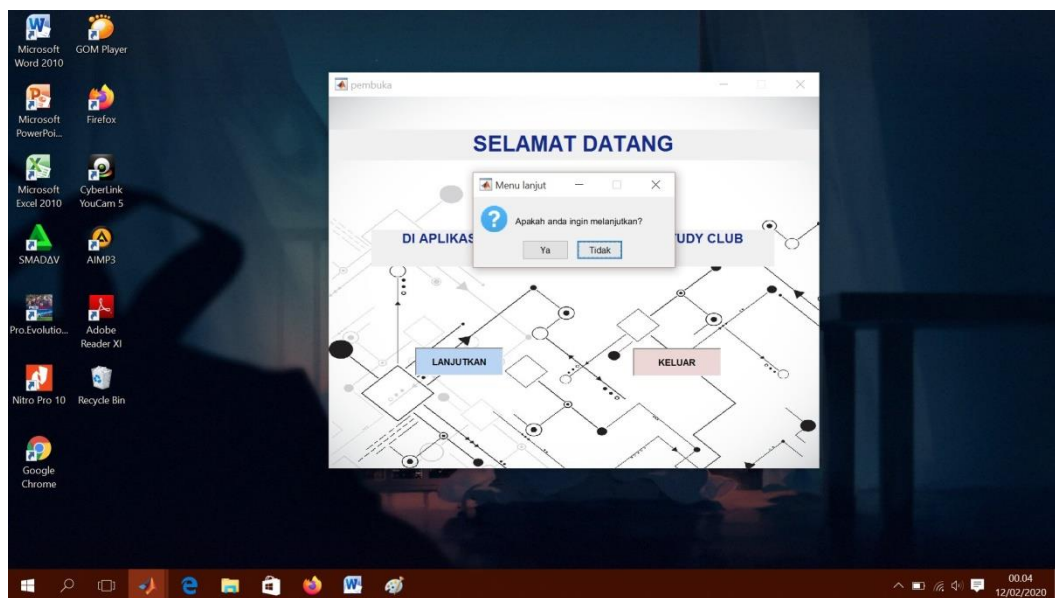 Microsoft
Word 2010
GOM Player
Microsoft
PowerPoi...
Firefox
Microsoft
Excel 2010
CyberLink
YouCam 5
SMADΔV
AIMP3
Pro.Evolutio...
Adobe
Reader XI
Nitro Pro 10
Recycle Bin
Google
Chrome
pembuka
SELAMAT DATANG
Menu lanjut
Apakah anda ingin melanjutkan?
Ya
Tidak
DI APLIKAS
UDY CLUB
LANJUTKAN
KELUAR
00.04
12/02/2020